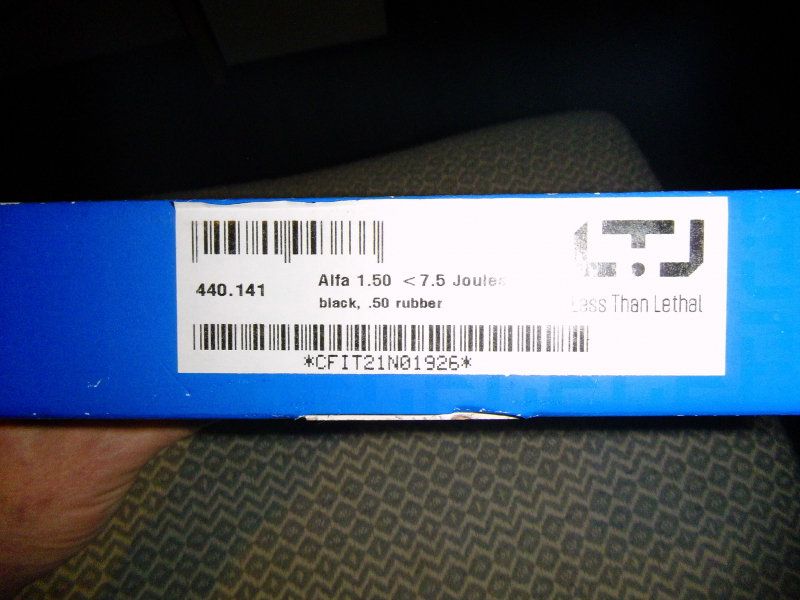 440.141
Alfa 1.50 <7.5 Joules
black, .50 rubber
Less Than Lethal
*CFIT21N01926*